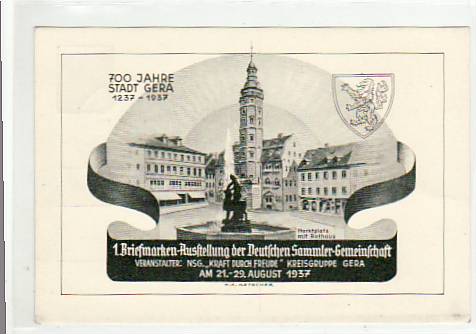 700 JAHRE
STADT GERA
1237 - 1937
Marktplatz
mit Rathaus
1. Briefmarken-Ausstellung der Deutschen Sammler-Gemeinschaft
VERANSTALTER: NSG. „KRAFT DURCH FREUDE" KREISGRUPPE GERA
AM 21.-29. AUGUST 1937